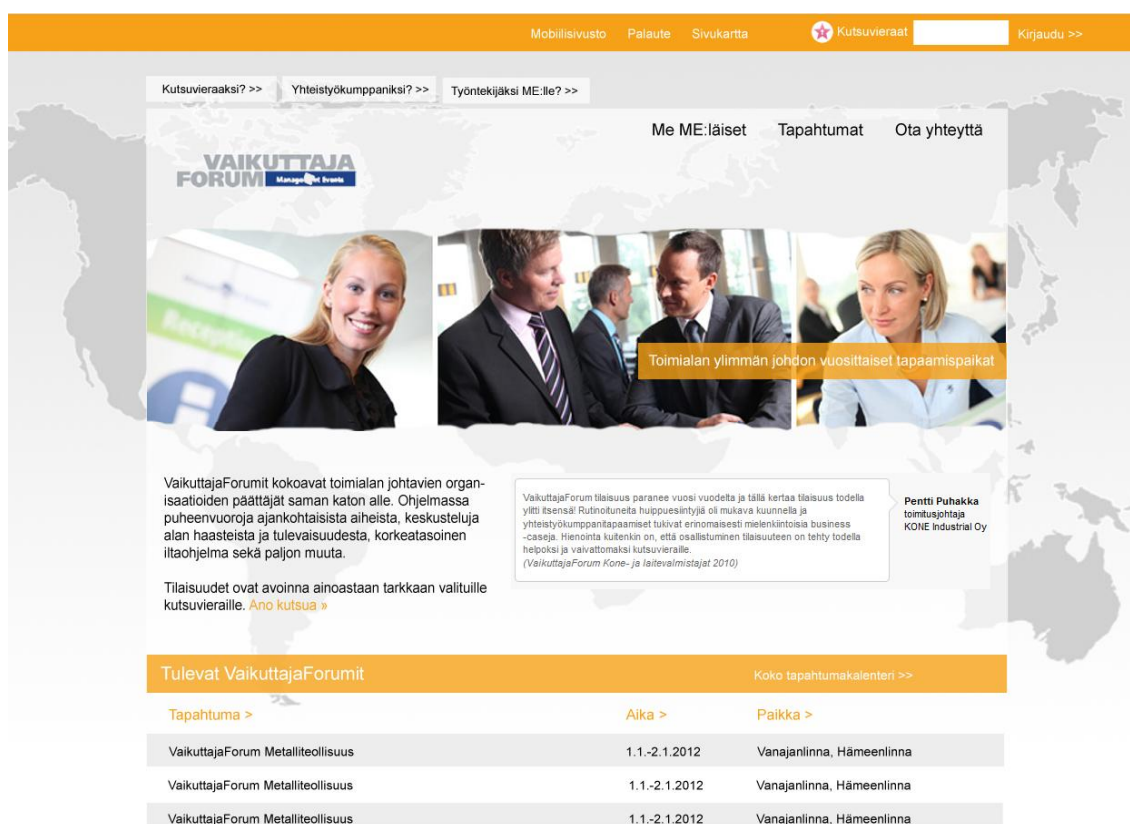 Mobiilisivusto Palaute Sivukartta Kutsuvieraat Kirjaudu >>
Kutsuvieraaksi? >> Yhteistyökumppaniksi? >> Työntekijäksi ME:lle? >>
Me ME:läiset Tapahtumat Ota yhteyttä
VAIKUTTAJA
FORUM Management Events
Toimialan ylimmän johdon vuosittaiset tapaamispaikat
VaikuttajaForumit kokoavat toimialan johtavien organ-
isaatioiden päättäjät saman katon alle. Ohjelmassa
puheenvuoroja ajankohtaisista aiheista, keskusteluja
alan haasteista ja tulevaisuudesta, korkeatasoinen
iltaohjelma sekä paljon muuta.
Tilaisuudet ovat avoinna ainoastaan tarkkaan valituille
kutsuvieraille. Ano kutsua »
VaikuttajaForum tilaisuus paranee vuosi vuodelta ja tällä kertaa tilaisuus todella
ylitti itsensä! Rutinoituneita huippuesiintyjiä oli mukava kuunnella ja
yhteistyökumppanitapaamiset tukivat erinomaisesti mielenkiintoisia business
-caseja. Hienointa kuitenkin on, että osallistuminen tilaisuuteen on tehty todella
helpoksi ja vaivattomaksi kutsuvieraille.
(VaikuttajaForum Kone- ja laitevalmistajat 2010)
Pentti Puhakka
toimitusjohtaja
KONE Industrial Oy
Tulevat VaikuttajaForumit Koko tapahtumakalenteri >>
Tapahtuma > Aika > Paikka >
VaikuttajaForum Metalliteollisuus 1.1.-2.1.2012 Vanajanlinna, Hämeenlinna
VaikuttajaForum Metalliteollisuus 1.1.-2.1.2012 Vanajanlinna, Hämeenlinna
VaikuttajaForum Metalliteollisuus 1.1.-2.1.2012 Vanajanlinna, Hämeenlinna